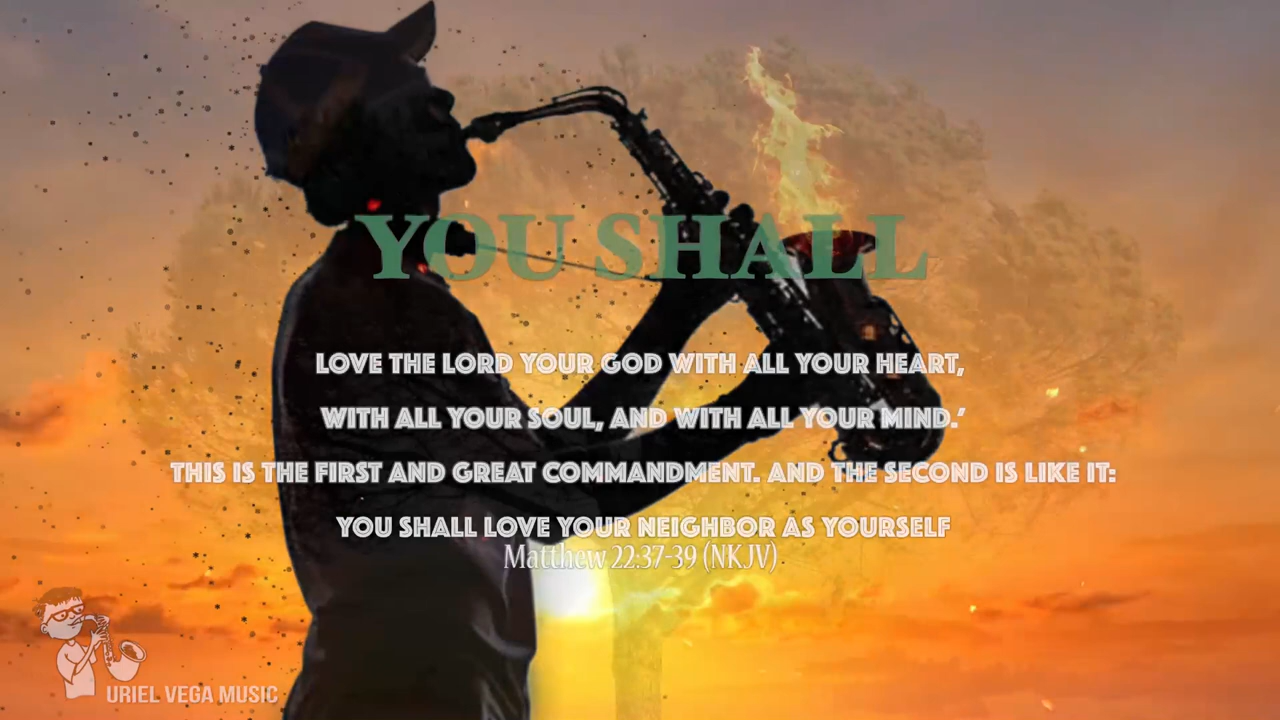 YOU SHALL
LOVE THE LORD YOUR GOD WITH ALL YOUR HEART,
WITH ALL YOUR SOUL, AND WITH ALL YOUR MIND.’
THIS IS THE FIRST AND GREAT COMMANDMENT. AND THE SECOND IS LIKE IT:
YOU SHALL LOVE YOUR NEIGHBOR AS YOURSELF
Matthew 22:37-39 (NKJV)
URIEL VEGA MUSIC